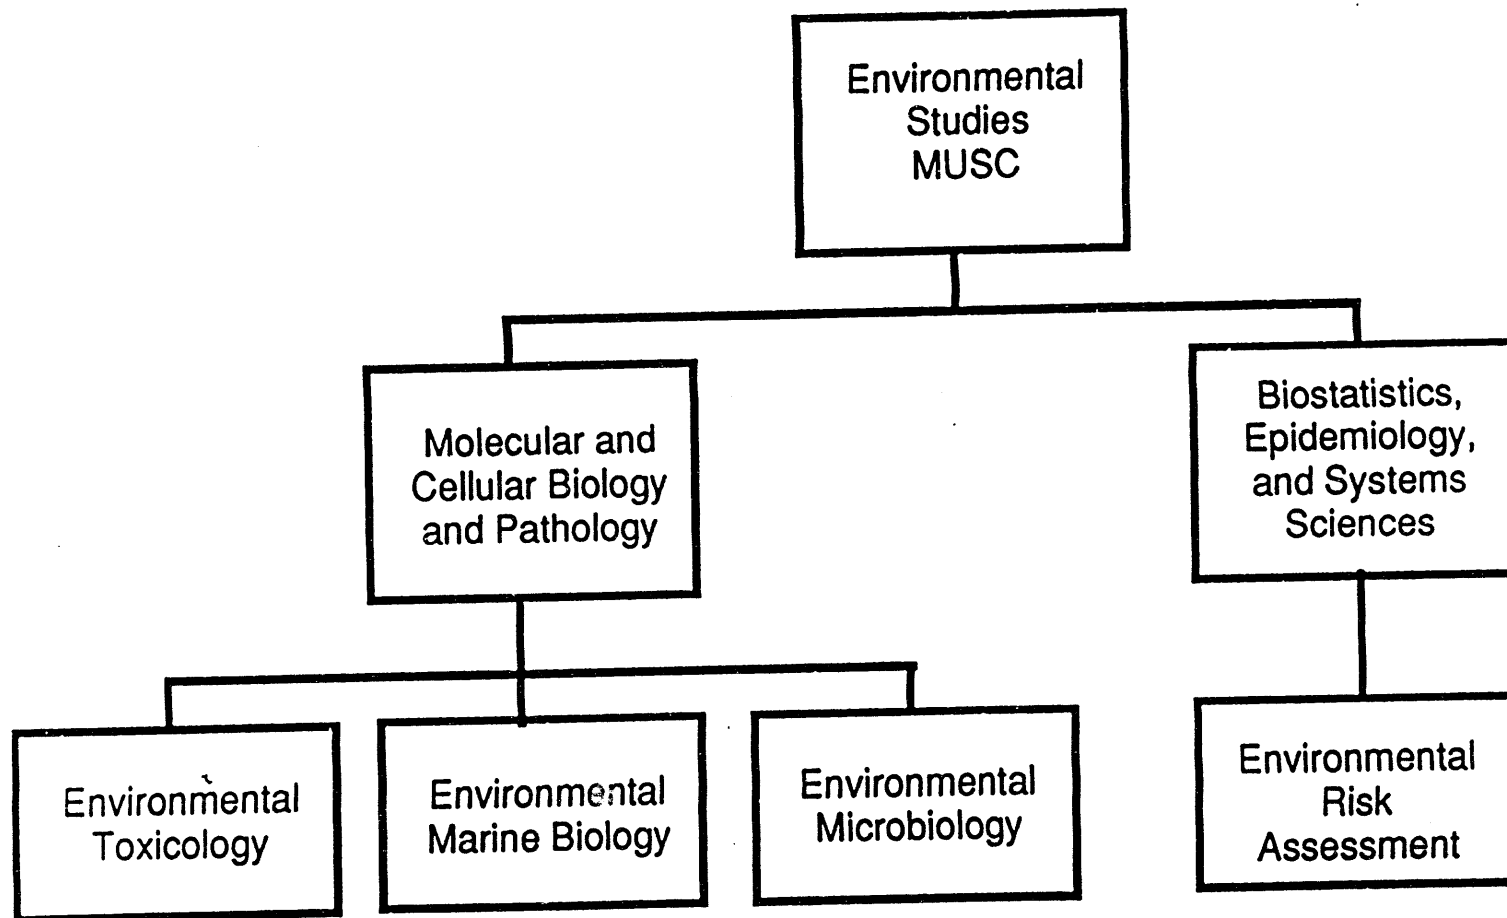 Environmental
Studies
MUSC
Molecular and
Cellular Biology
and Pathology
Biostatistics,
Epidemiology,
and Systems
Sciences
Environmental
Toxicology
Environmental
Marine Biology
Environmental
Microbiology
Environmental
Risk
Assessment